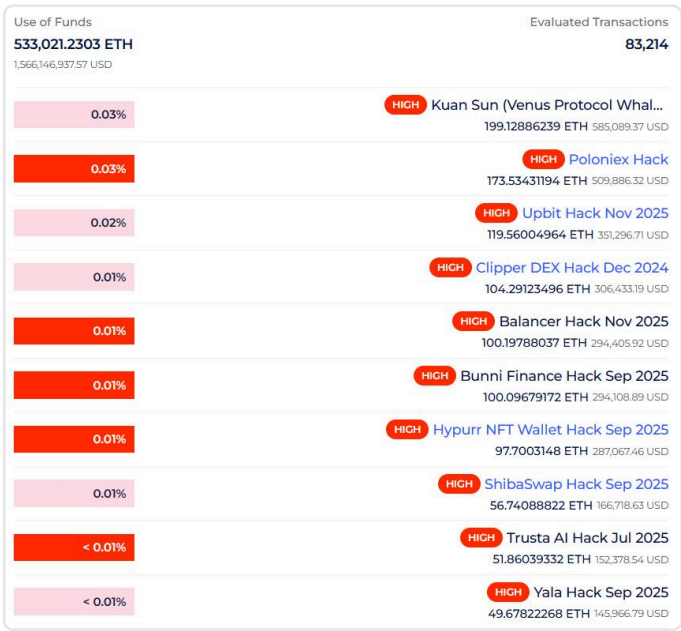 Use of Funds
Evaluated Transactions
533,021.2303 ETH
83,214
1,566,146,937.57 USD
0.03%
HIGH Kuan Sun (Venus Protocol Whal...
199.12886239 ETH 585,089.37 USD
0.03%
HIGH Poloniex Hack
173.53431194 ETH 509,886.32 USD
0.02%
HIGH Upbit Hack Nov 2025
119.56004964 ETH 351,296.71 USD
0.01%
HIGH Clipper DEX Hack Dec 2024
104.29123496 ETH 306,433.19 USD
0.01%
HIGH Balancer Hack Nov 2025
100.19788037 ETH 294,405.92 USD
0.01%
HIGH Bunni Finance Hack Sep 2025
100.09679172 ETH 294,108.89 USD
0.01%
HIGH Hypurr NFT Wallet Hack Sep 2025
97.7003148 ETH 287,067.46 USD
0.01%
HIGH ShibaSwap Hack Sep 2025
56.74088822 ETH 166,718.63 USD
< 0.01%
HIGH Trusta AI Hack Jul 2025
51.86039332 ETH 152,378.54 USD
< 0.01%
HIGH Yala Hack Sep 2025
49.67822268 ETH 145,966.79 USD